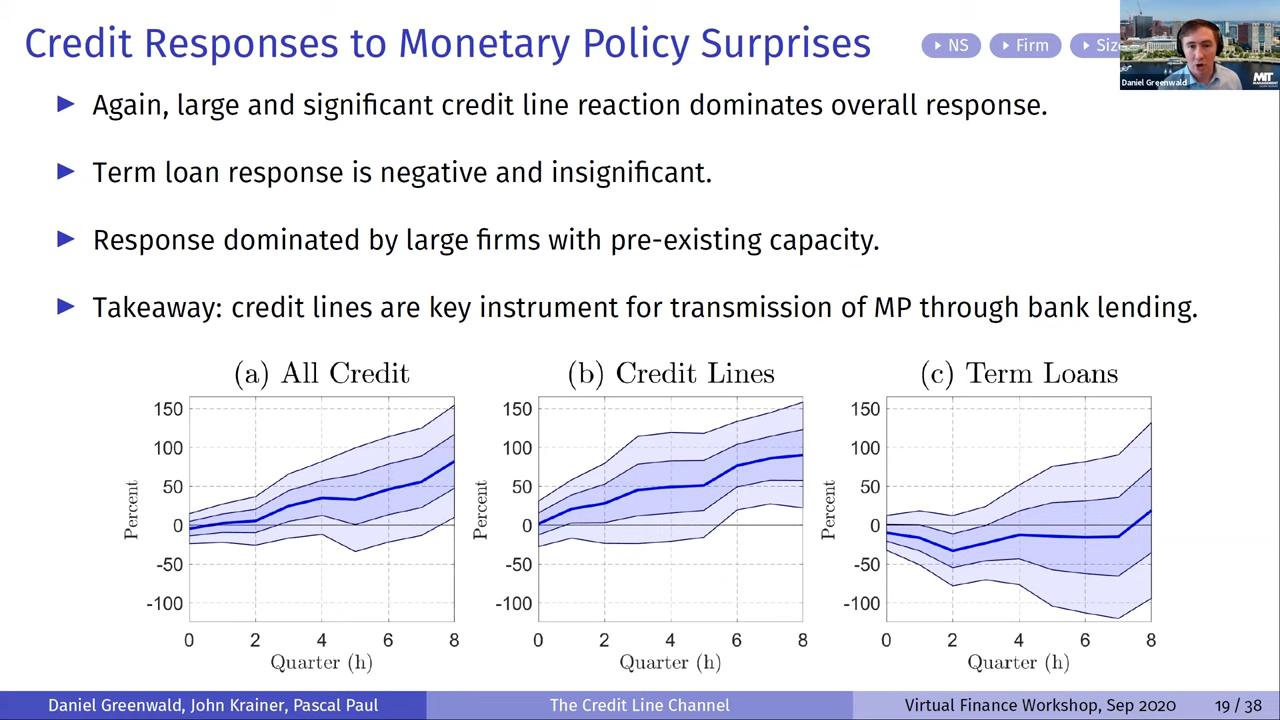 Credit Responses to Monetary Policy Surprises
NS
Firm
Daniel Greenwald
MIT
MANAGEMENT
Again, large and significant credit line reaction dominates overall response.
Term loan response is negative and insignificant.
Response dominated by large firms with pre-existing capacity.
Takeaway: credit lines are key instrument for transmission of MP through bank lending.
(a) All Credit
150
100
50
0
-50
-100
Percent
0 2 4 6 8
Quarter (h)
(b) Credit Lines
150
100
50
0
-50
-100
Percent
0 2 4 6 8
Quarter (h)
(c) Term Loans
150
100
50
0
-50
-100
Percent
0 2 4 6 8
Quarter (h)
Daniel Greenwald, John Krainer, Pascal Paul
The Credit Line Channel
Virtual Finance Workshop, Sep 2020
19 / 38